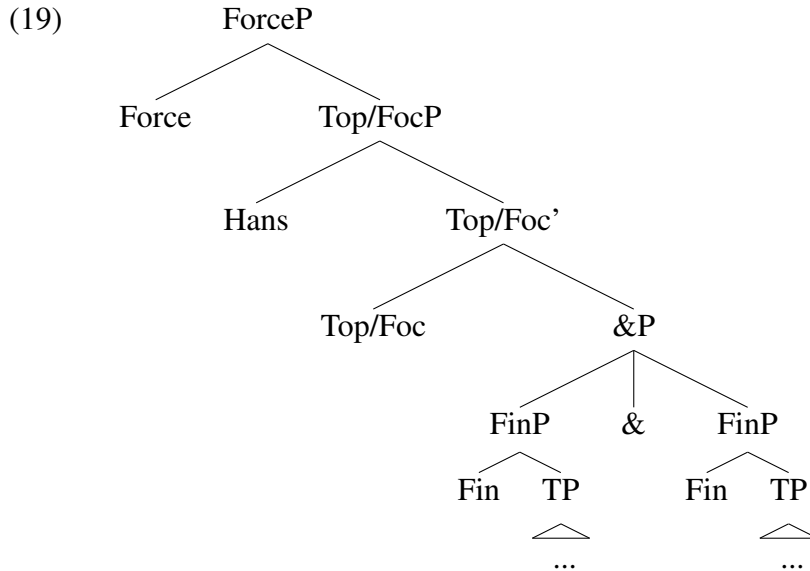 (19) ForceP
Force Top/FocP
Hans Top/Foc’
Top/Foc &P
FinP & FinP
Fin TP Fin TP
... ...